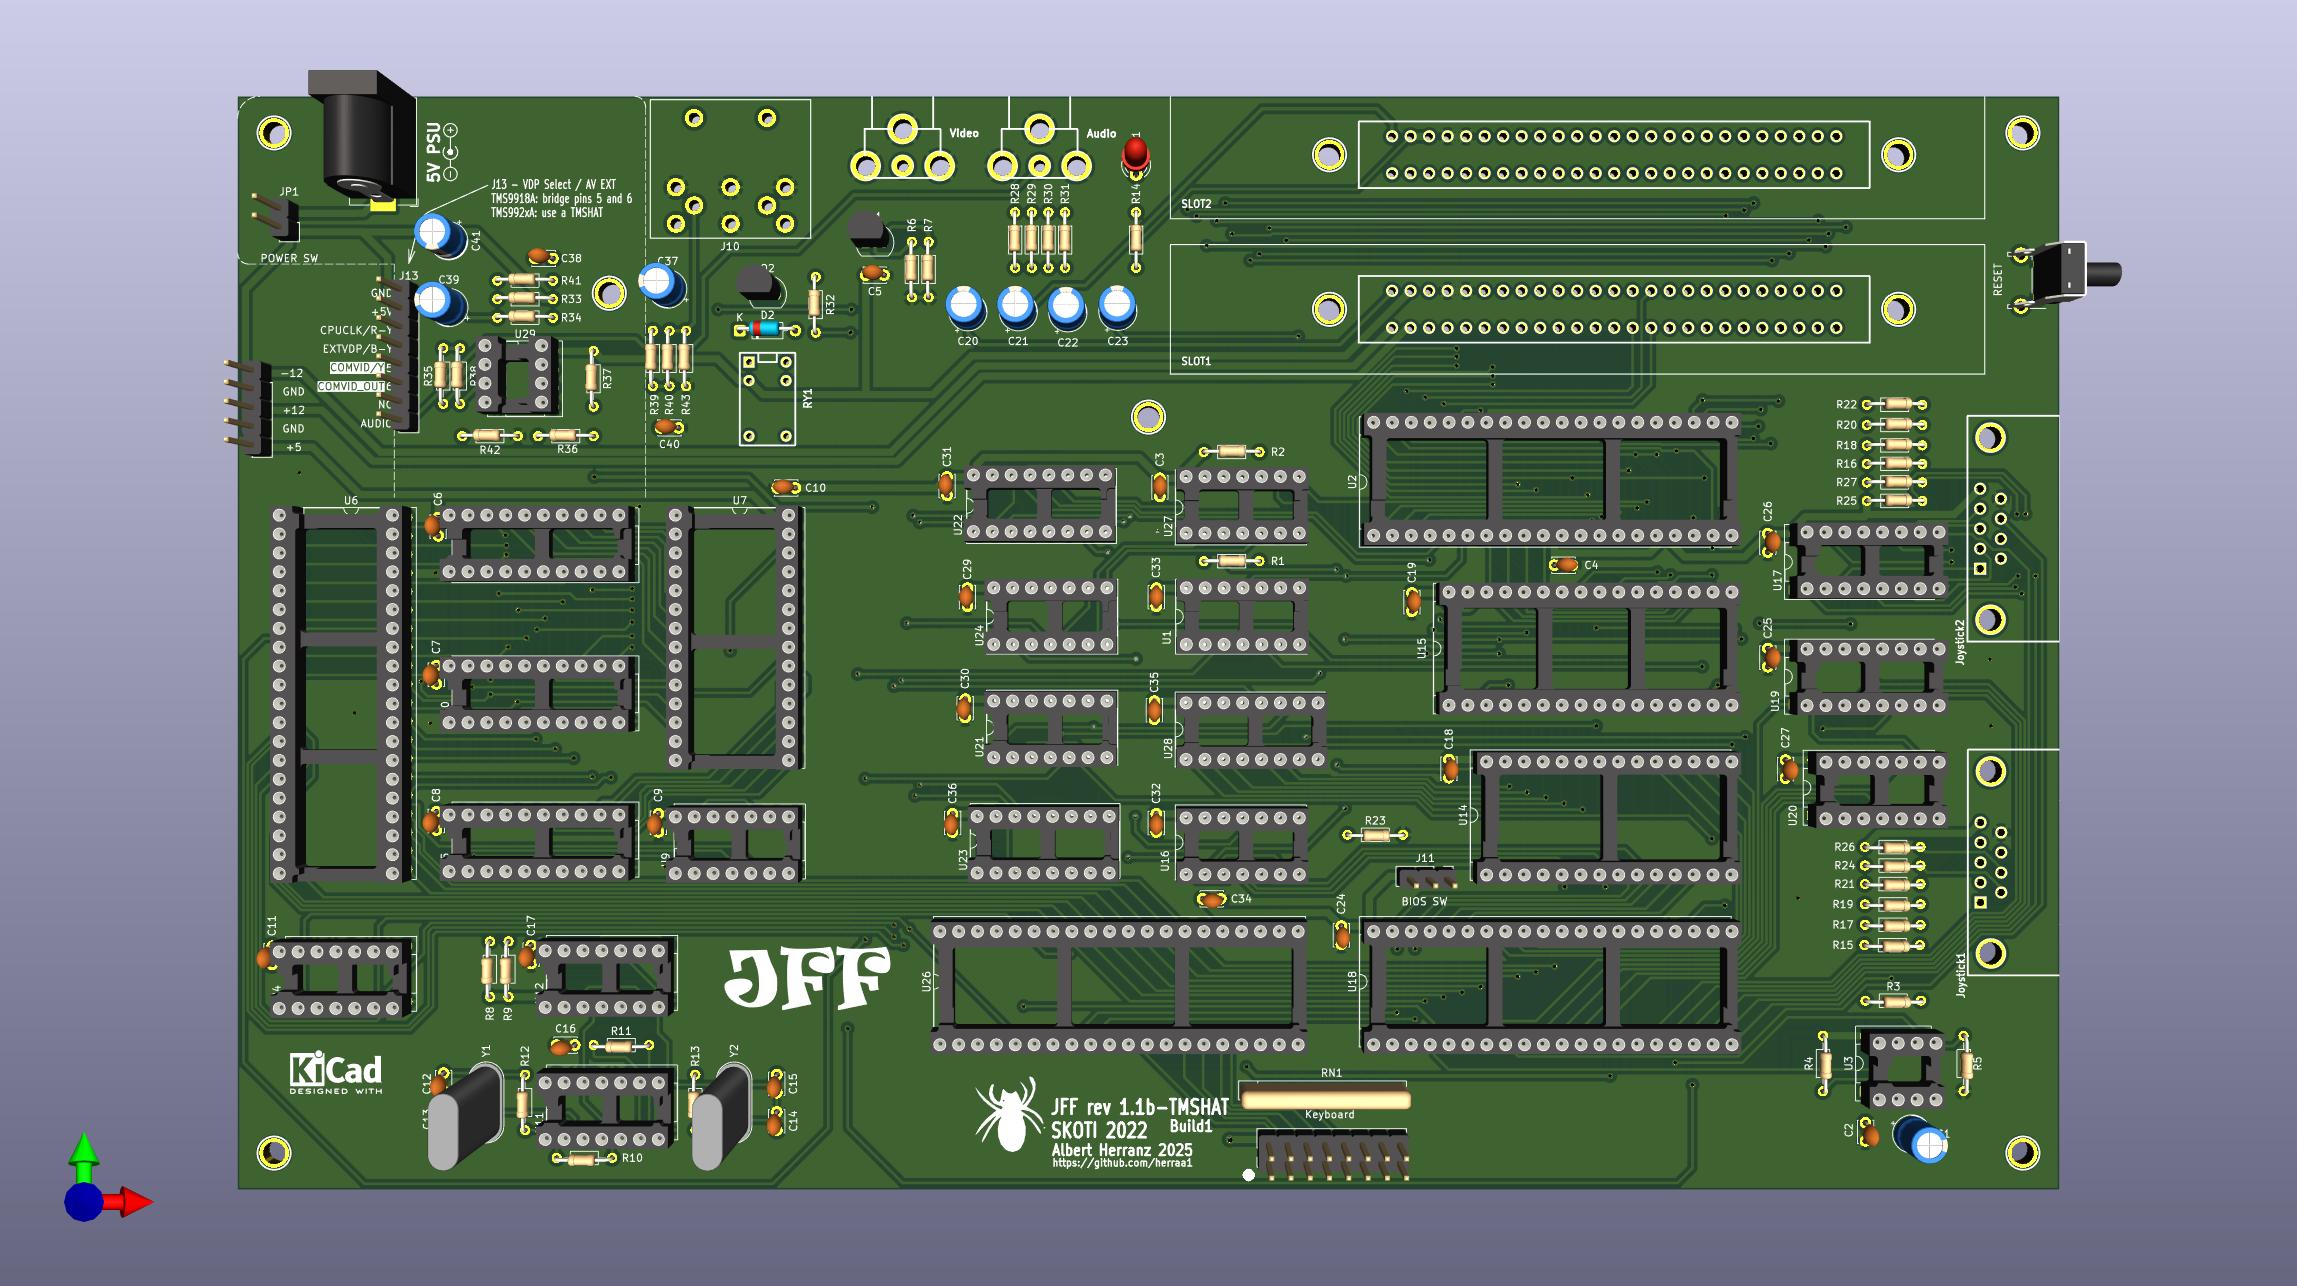 5V PSU
J13 - VDP Select / AV EXT
TMS9918A: bridge pins 5 and 6
TMS992xA: use a TMSHAT
JP1
POWER SW
C41
C38
J10
Video
Audio
1
R28
R29
R30
R31
R14
R6
R7
C5
SLOT2
SLOT1
RESET
J13
GND
+5V
CPUCLK/R-Y
EXTVDP/B-Y
COMVID/Y
COMVID_OUT
NC
AUDIO
-12
GND
+12
GND
+5
C39
R41
R33
R34
U29
R35
R37
R42
R36
C37
D2
K
R32
R39
R40
R43
C40
RY1
C20
C21
C22
C23
C10
U6
C6
U7
C7
C8
C9
U9
C31
U22
C3
U27
R2
R1
C29
U24
C33
U1
C30
U21
C35
U28
C36
U23
C32
U16
C34
U2
C4
C19
U15
C18
U14
R23
J11
BIOS SW
C24
U26
U18
R22
R20
R18
R16
R27
R25
C26
U17
C25
U19
C27
U20
Joystick2
Joystick1
R26
R24
R21
R19
R17
R15
R3
R4
U3
R5
C2
C11
C17
R8
R9
C16
R11
R12
R13
Y1
Y2
C12
C13
C15
C14
R10
JFF
KiCad
DESIGNED WITH
JFF rev 1.1b-TMSHAT
SKOTI 2022 Build1
Albert Herranz 2025
https://github.com/herraa1
RN1
Keyboard